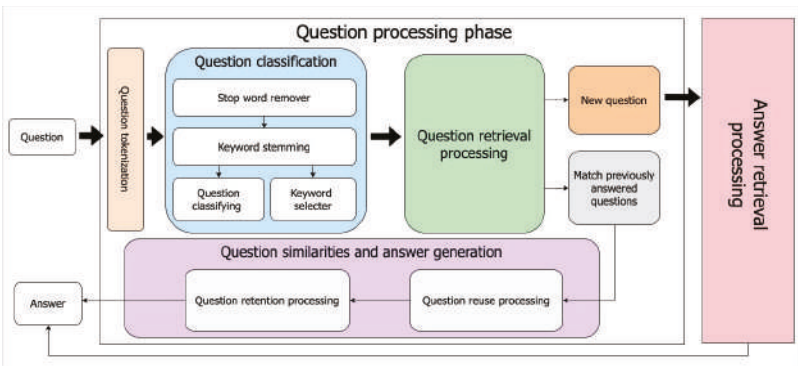 Question processing phase
Question
Question tokenization
Question classification
Stop word remover
Keyword stemming
Question
classifying
Keyword
selecter
Question retrieval
processing
New question
Match previously
answered
questions
Answer retrieval
processing
Question similarities and answer generation
Question retention processing
Question reuse processing
Answer